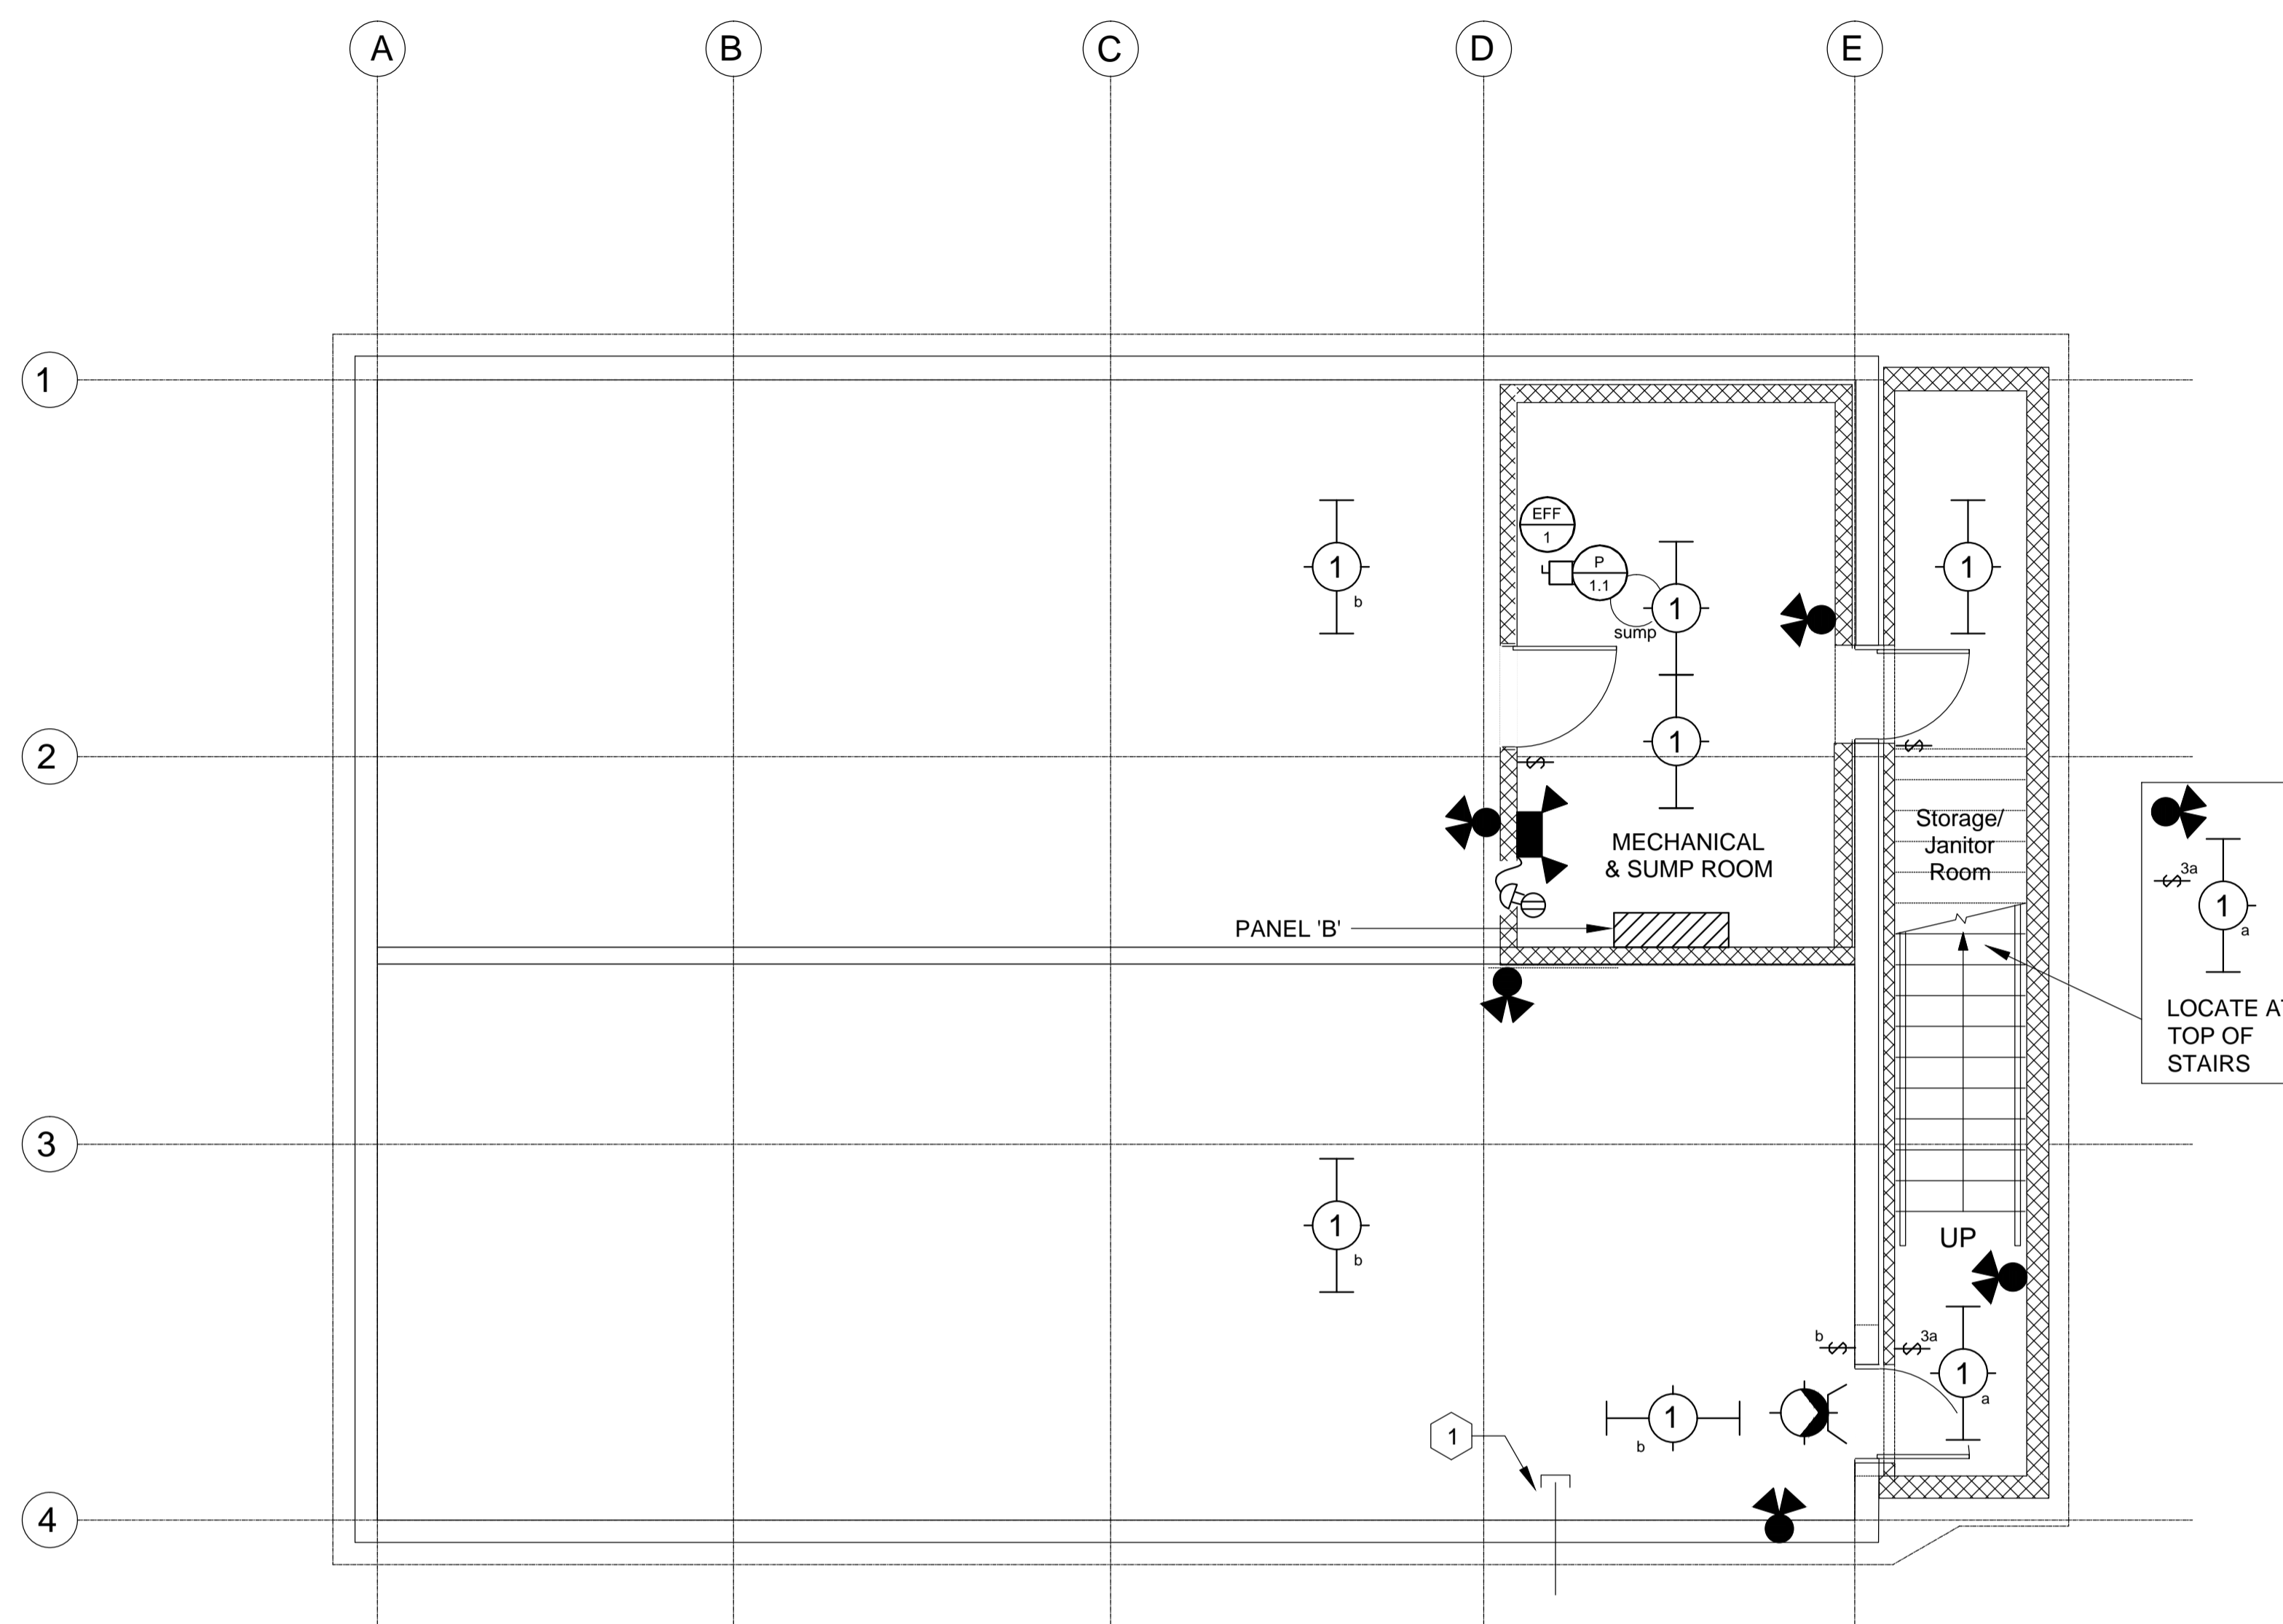 A
B
C
D
E
1
EFF
1
P
1.1
1
b
1
1
sump
1
2
$
$
Storage/
Janitor
Room
MECHANICAL
& SUMP ROOM
$ 3a
1
a
PANEL 'B'
LOCATE AT
TOP OF
STAIRS
3
1
b
UP
b $
$ 3a
1
a
1
b
1
4